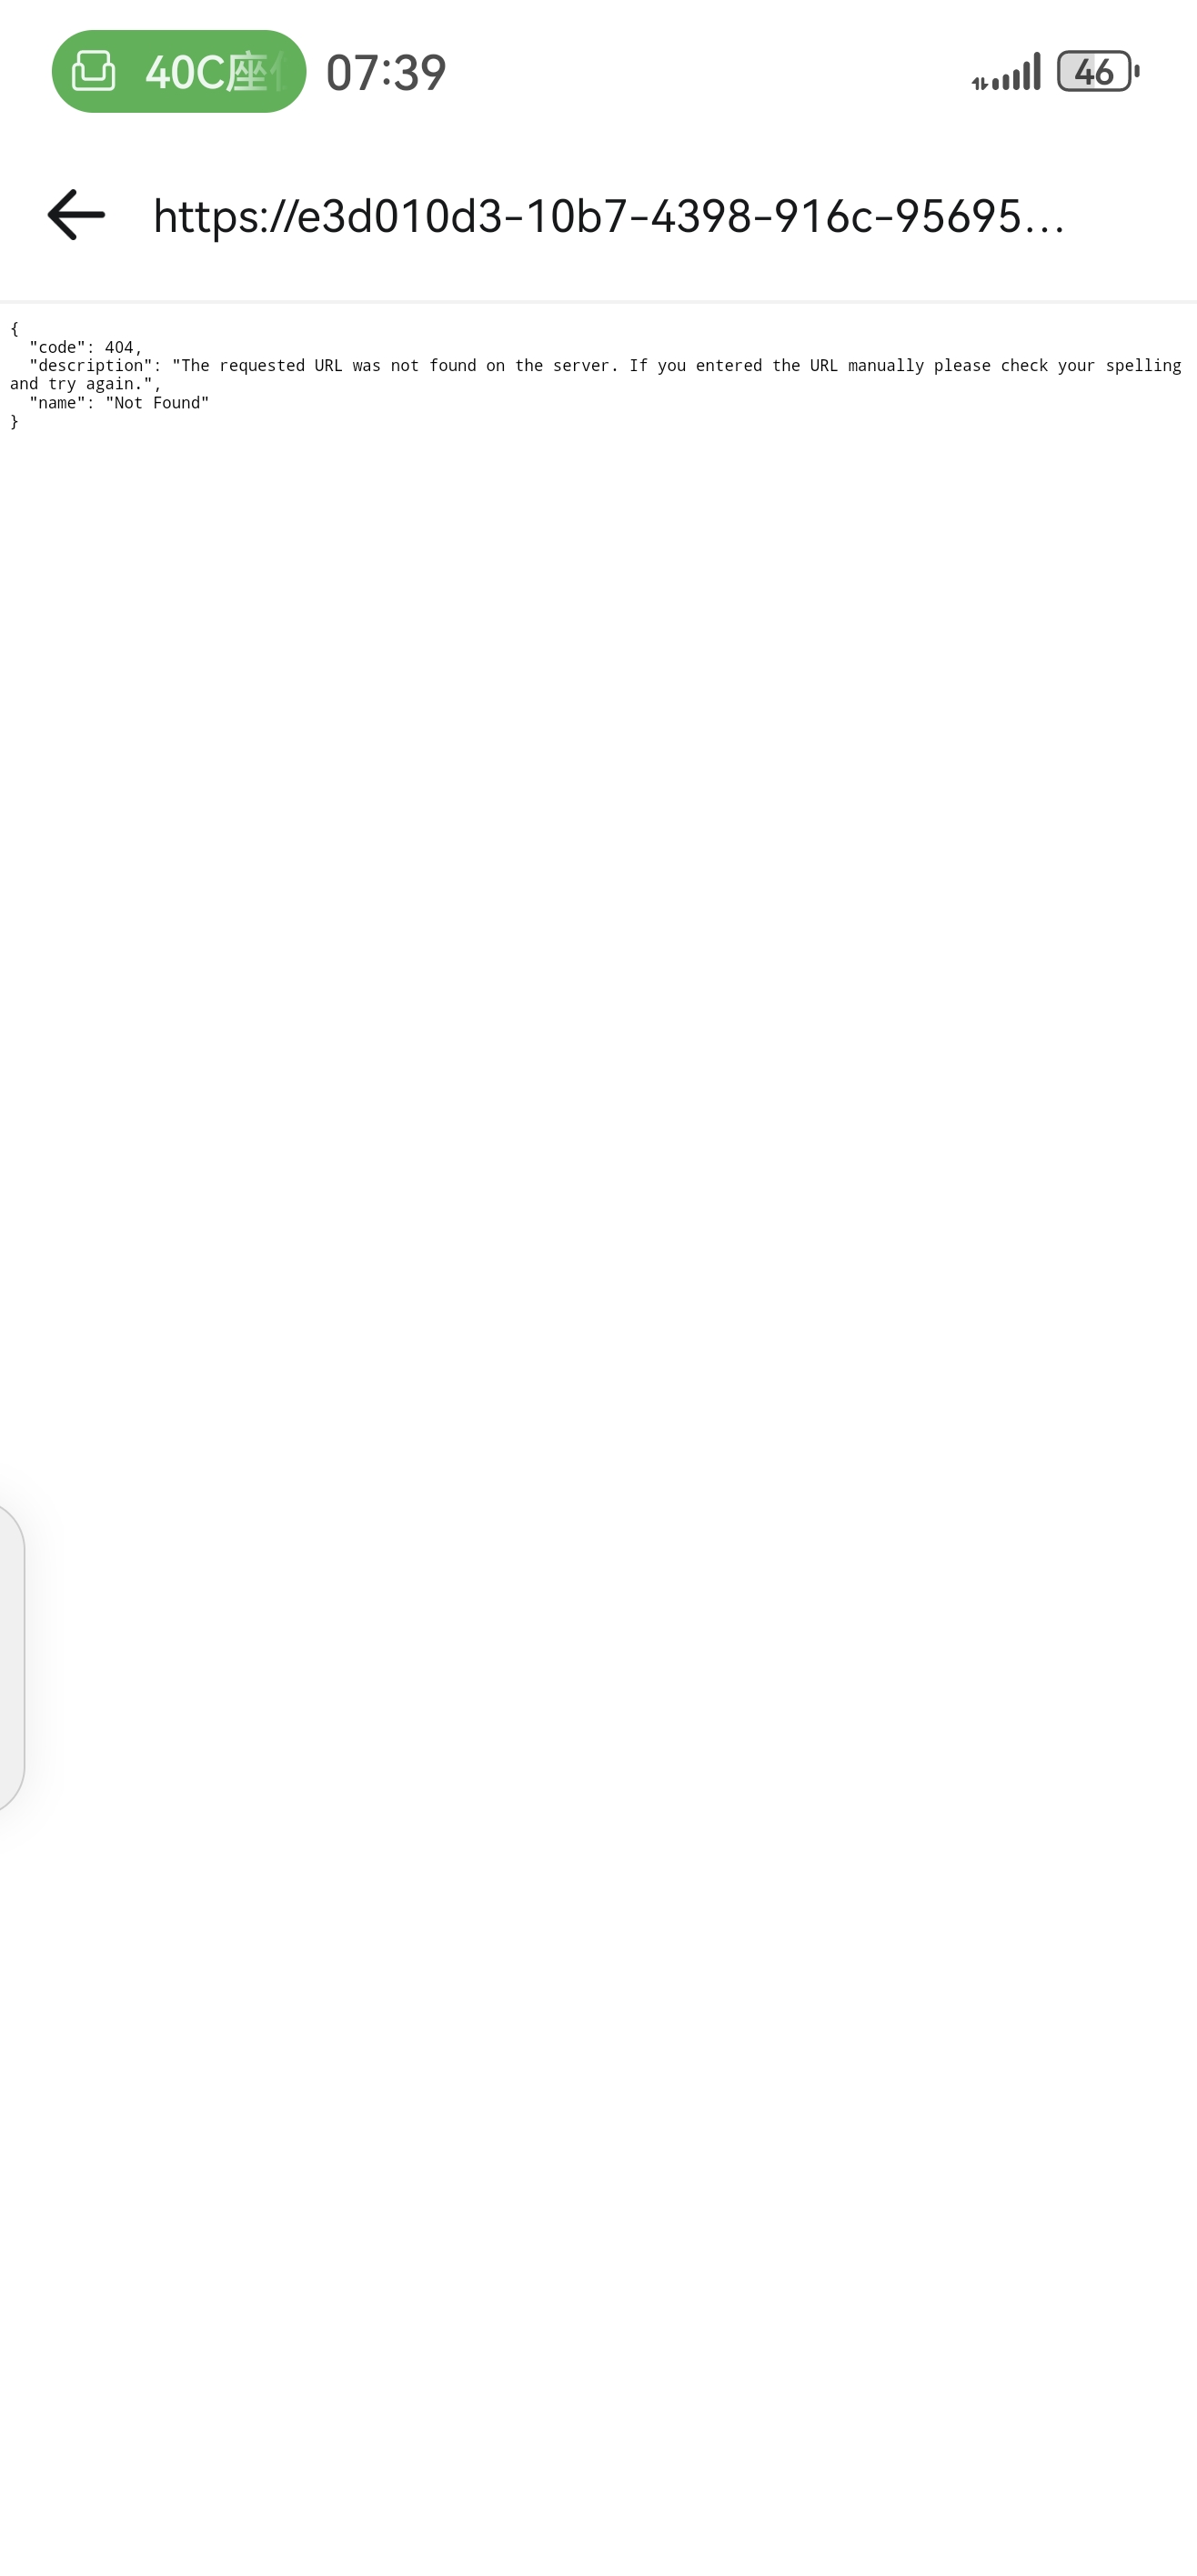 40C座
07:39
46
https://e3d010d3-10b7-4398-916c-95695...
{
  "code": 404,
  "description": "The requested URL was not found on the server. If you entered the URL manually please check your spelling
and try again.",
  "name": "Not Found"
}